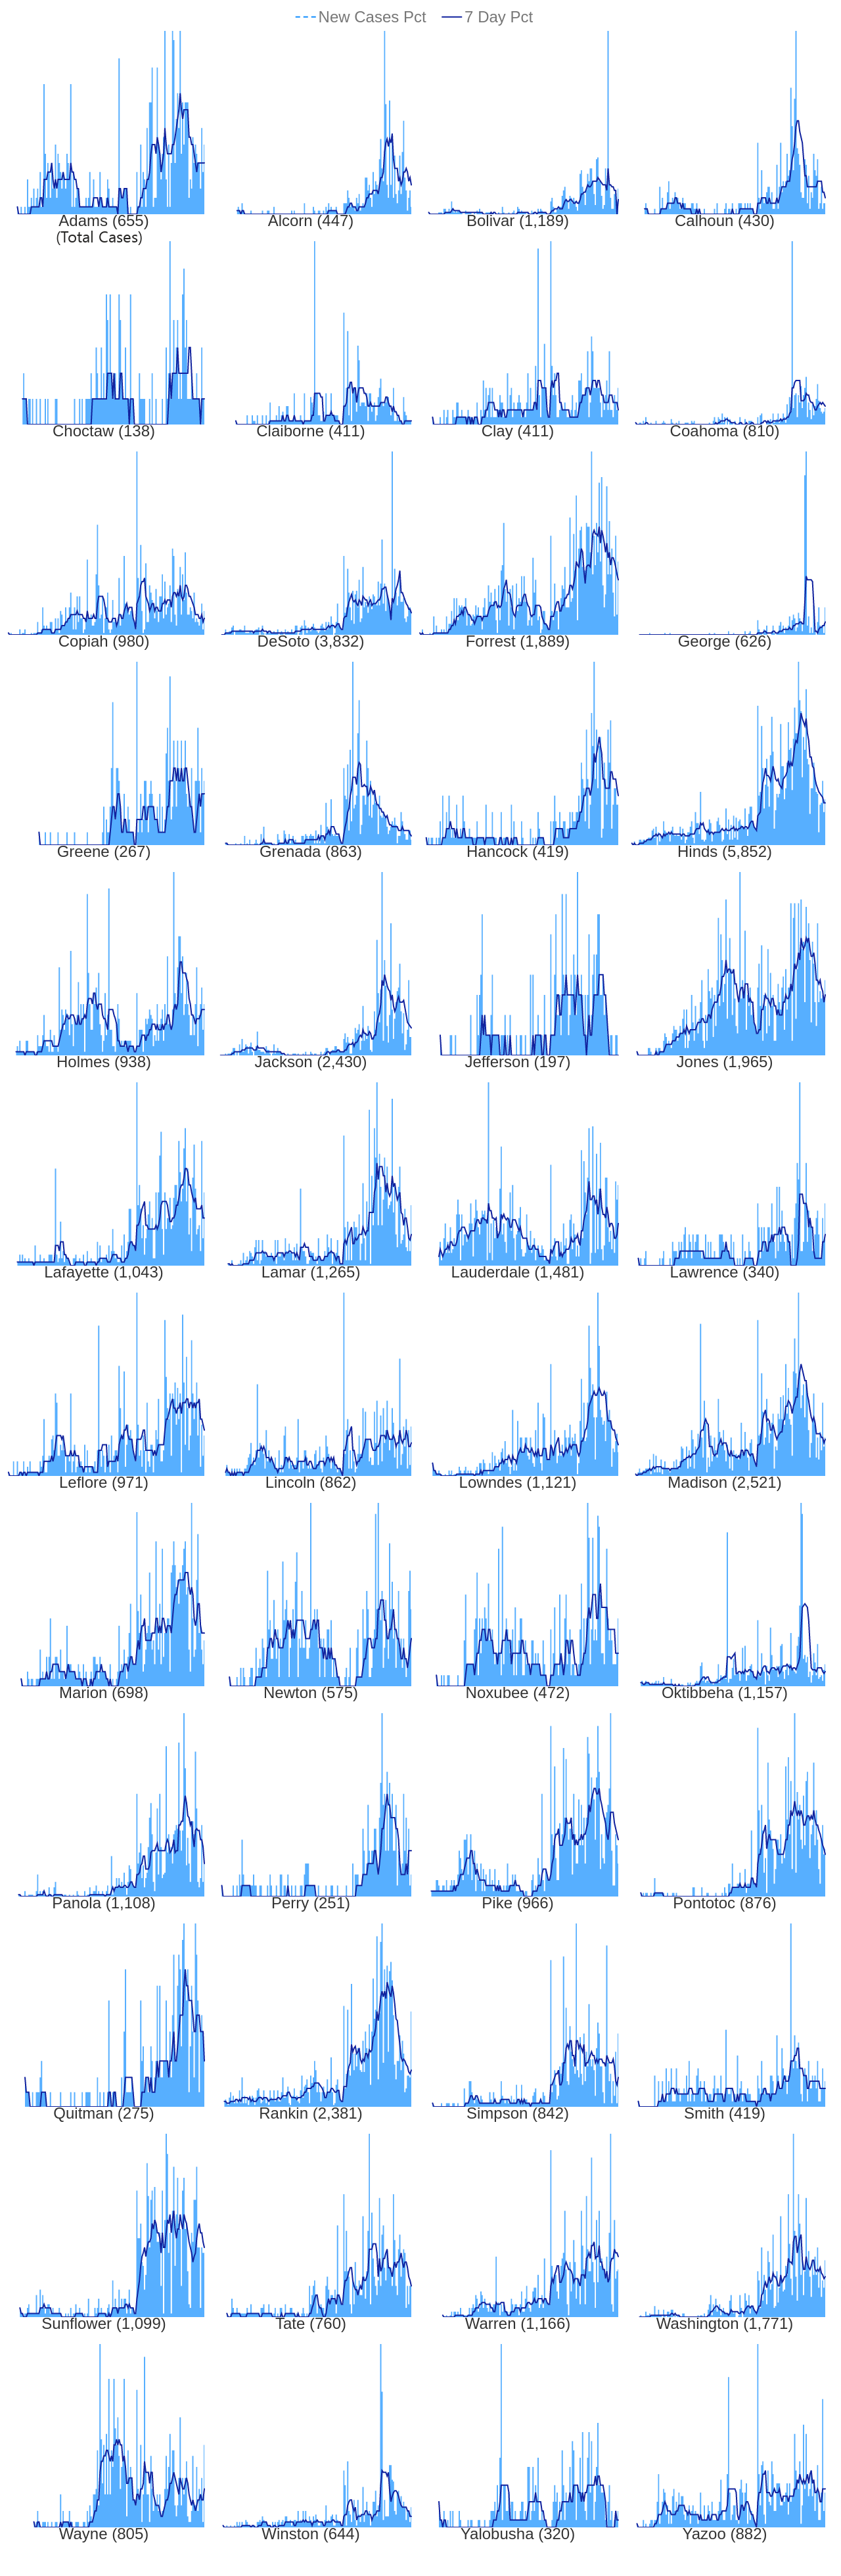 New Cases Pct 7 Day Pct
Adams (655) Alcorn (447) Bolivar (1,189) Calhoun (430)
(Total Cases)
Choctaw (138) Claiborne (411) Clay (411) Coahoma (810)
Copiah (980) DeSoto (3,832) Forrest (1,889) George (626)
Greene (267) Grenada (863) Hancock (419) Hinds (5,852)
Holmes (938) Jackson (2,430) Jefferson (197) Jones (1,965)
Lafayette (1,043) Lamar (1,265) Lauderdale (1,481) Lawrence (340)
Leflore (971) Lincoln (862) Lowndes (1,121) Madison (2,521)
Marion (698) Newton (575) Noxubee (472) Oktibbeha (1,157)
Panola (1,108) Perry (251) Pike (966) Pontotoc (876)
Quitman (275) Rankin (2,381) Simpson (842) Smith (419)
Sunflower (1,099) Tate (760) Warren (1,166) Washington (1,771)
Wayne (805) Winston (644) Yalobusha (320) Yazoo (882)